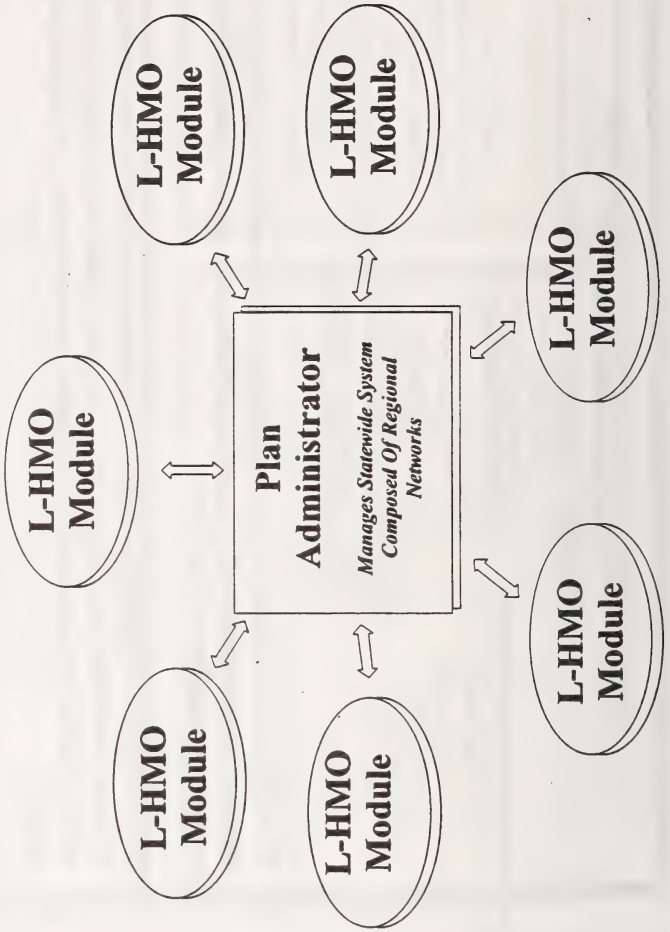 L-HMO
Module
L-HMO
Module
L-HMO
Module
L-HMO
Module
Plan
Administrator
Manages Statewide System
Composed Of Regional
Networks
L-HMO
Module
L-HMO
Module
L-HMO
Module